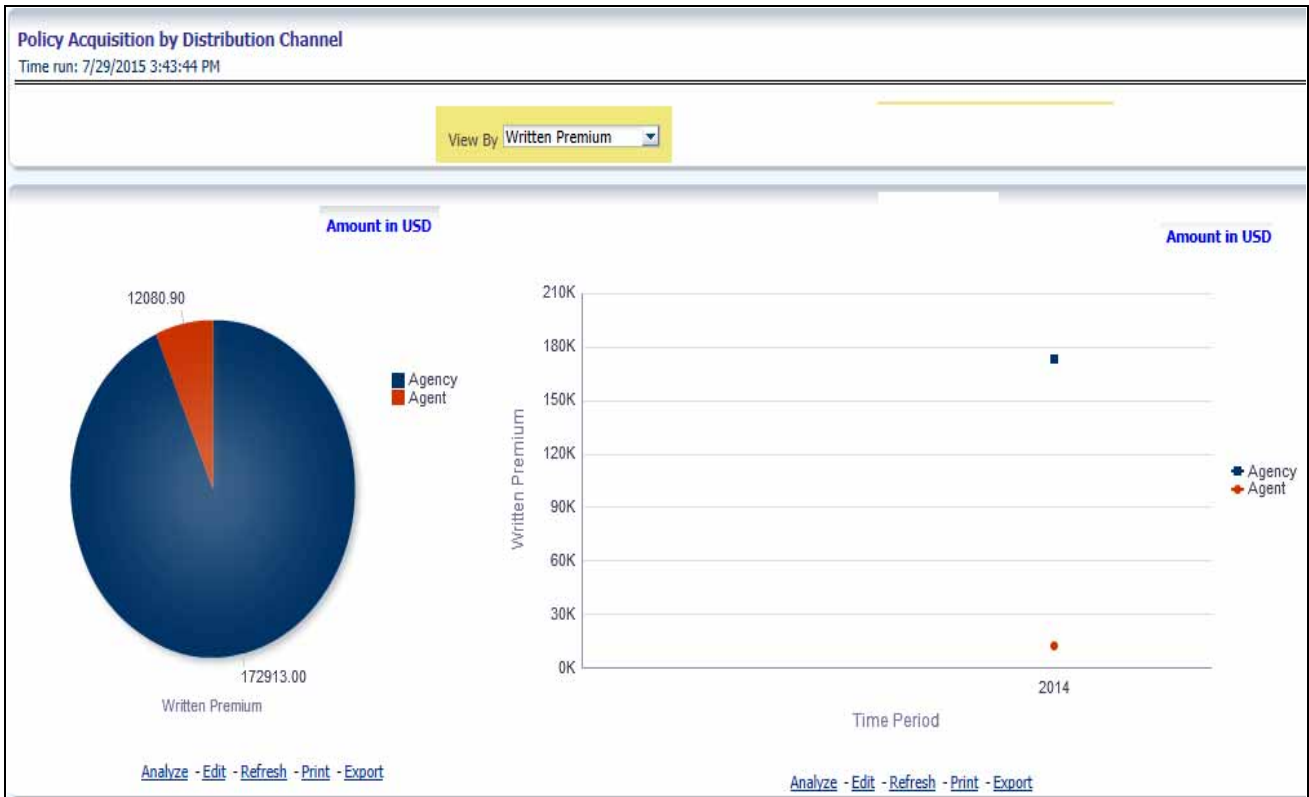 Policy Acquisition by Distribution Channel
Time run: 7/29/2015 3:43:44 PM
View By Written Premium
Amount in USD
12080.90
Agency
Agent
172913.00
Written Premium
Analyze - Edit - Refresh - Print - Export
Amount in USD
210K
180K
150K
120K
90K
60K
30K
0K
Written Premium
2014
Time Period
Agency
Agent
Analyze - Edit - Refresh - Print - Export